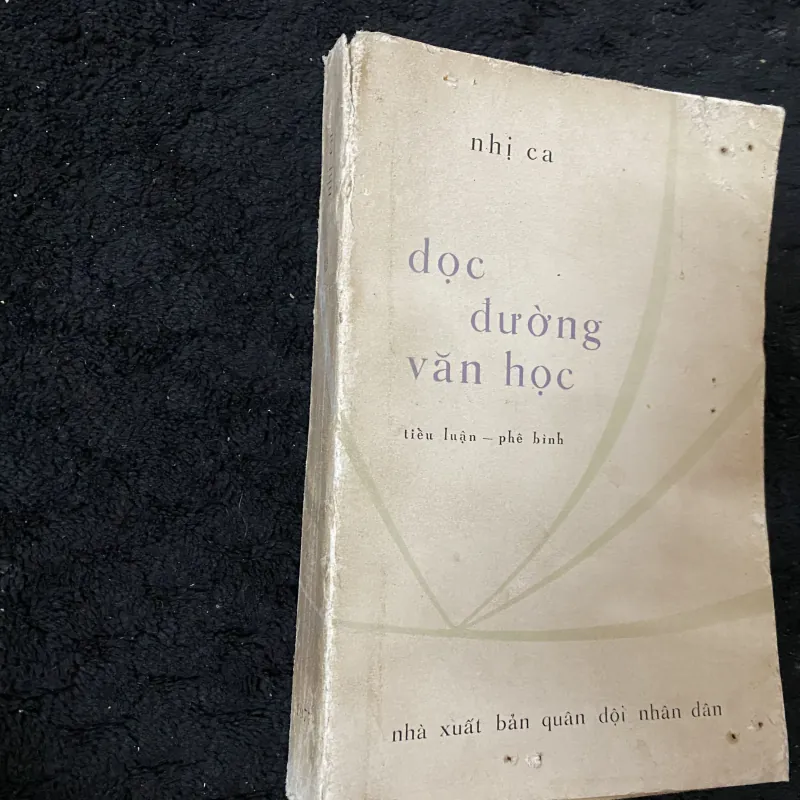 nhị ca
dọc
đường
văn học
tiểu luận – phê bình
nhà xuất bản quân đội nhân dân